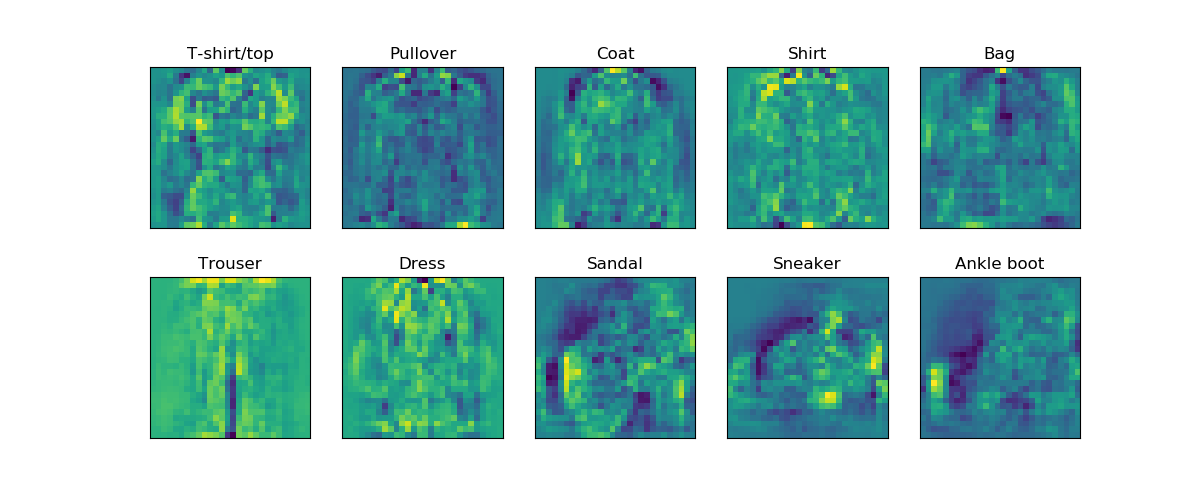 T-shirt/top
Pullover
Coat
Shirt
Bag
Trouser
Dress
Sandal
Sneaker
Ankle boot